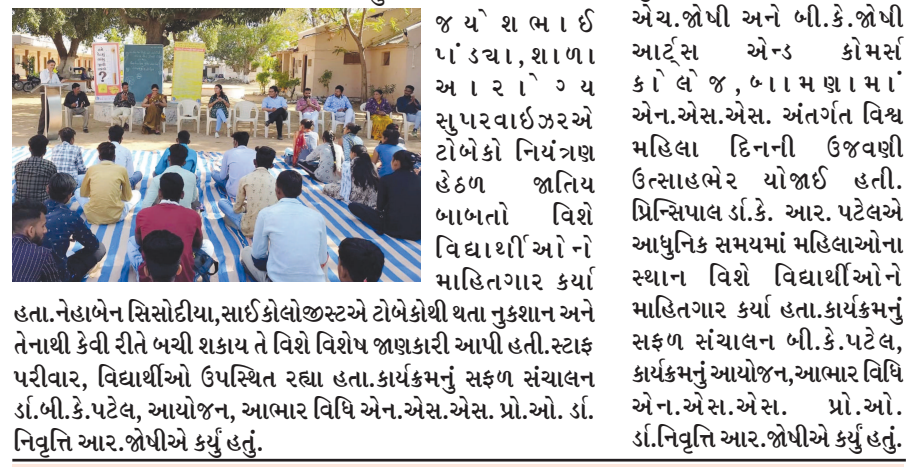 જયેશભાઈ
પંડ્યા,શાળા
આરોગ્ય
સુપરવાઇઝરએ
ટોબેકો નિયંત્રણ
હેઠળ જાતિય
બાબતો વિશે
વિદ્યાર્થીઓનો
માહિતગાર કર્યા
હતા.નેહાબેન સિસોદીયા,સાઈકોલોજીસ્ટએ ટોબેકોથી થતા નુકશાન અને
તેનાથી કેવી રીતે બચી શકાય તે વિશે વિશેષ જાણકારી આપી હતી.સ્ટાફ
પરીવાર, વિદ્યાર્થીઓ ઉપસ્થિત રહ્યા હતા.કાર્યક્રમનું સફળ સંચાલન
ર્ડા.બી.કે.પટેલ, આયોજન, આભાર વિધિ એન.એસ.એસ. પ્રો.ઓ. ર્ડા.
નિવૃત્તિ આર.જોષીએ કર્યું હતું.
એચ.જોષી અને બી.કે.જોષી
આર્ટ્સ એન્ડ કોમર્સ
કોલેજ,બામણામાં
એન.એસ.એસ. અંતર્ગત વિશ્વ
મહિલા દિનની ઉજવણી
ઉત્સાહભેર યોજાઈ હતી.
પ્રિન્સિપાલ ર્ડા.કે. આર. પટેલએ
આધુનિક સમયમાં મહિલાઓના
સ્થાન વિશે વિદ્યાર્થીઓને
માહિતગાર કર્યા હતા.કાર્યક્રમનું
સફળ સંચાલન બી.કે.પટેલ,
કાર્યક્રમનું આયોજન,આભાર વિધિ
એન.એસ.એસ. પ્રો.ઓ.
ર્ડા.નિવૃત્તિ આર.જોષીએ કર્યું હતું.